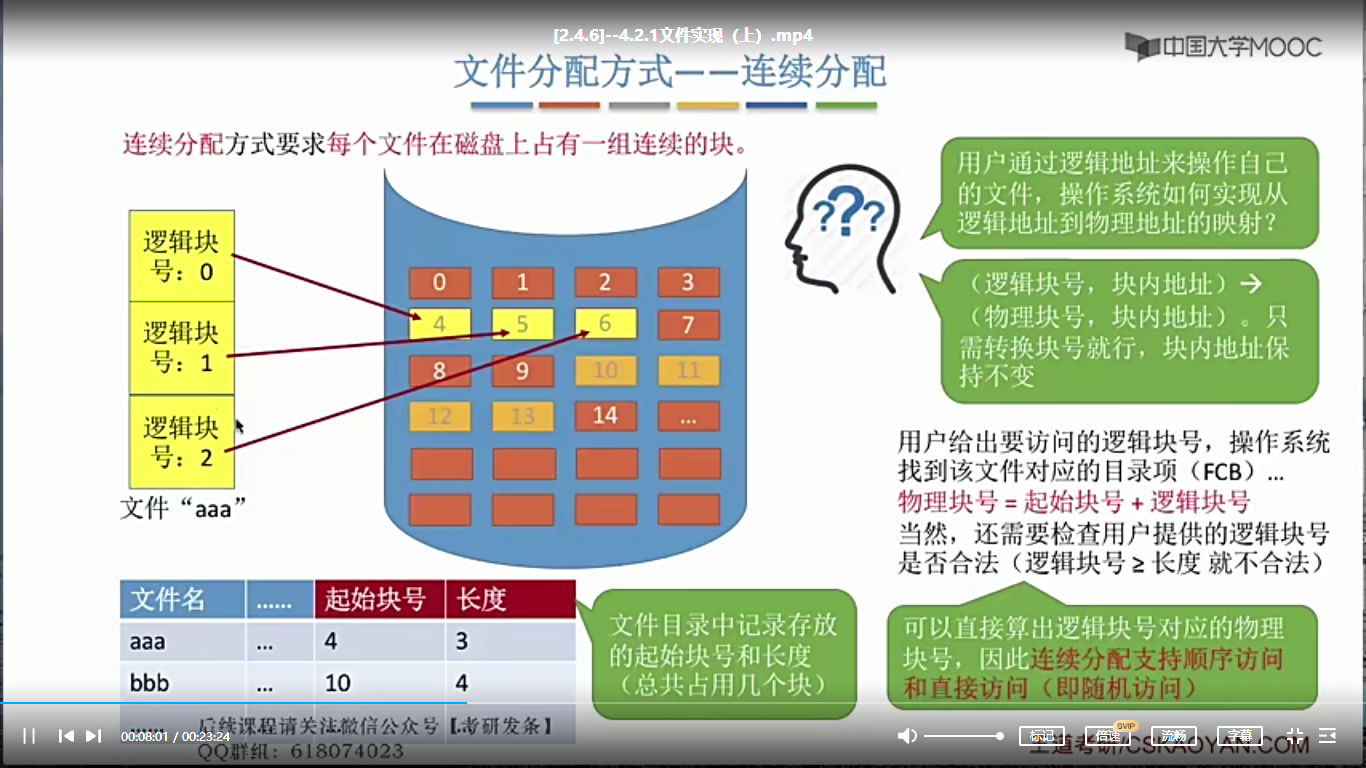 [2.4.6]--4.2.1文件实现（上）.mp4
中国大学MOOC
文件分配方式——连续分配
连续分配方式要求每个文件在磁盘上占有一组连续的块。
逻辑块
号：0
逻辑块
号：1
逻辑块
号：2
文件“aaa”
0 1 2 3
4 5 6 7
8 9 10 11
12 13 14 ...
用户通过逻辑地址来操作自己
的文件，操作系统如何实现从
逻辑地址到物理地址的映射？
（逻辑块号，块内地址）→
（物理块号，块内地址）。只
需转换块号就行，块内地址保
持不变
用户给出要访问的逻辑块号，操作系统
找到该文件对应的目录项（FCB）...
物理块号 = 起始块号 + 逻辑块号
当然，还需要检查用户提供的逻辑块号
是否合法（逻辑块号 ≥ 长度 就不合法）
可以直接算出逻辑块号对应的物理
块号，因此连续分配支持顺序访问
和直接访问（即随机访问）
文件名 ...... 起始块号 长度
aaa ... 4 3
bbb ... 10 4
文件目录中记录存放
的起始块号和长度
（总共占用几个块）
后续课程请关注微信公众号【考研发条】
QQ群组：618074023
00:08:01 / 00:23:24
标记
倍速
SVIP
流畅
字幕
王道考研/CSKAOYAN.COM